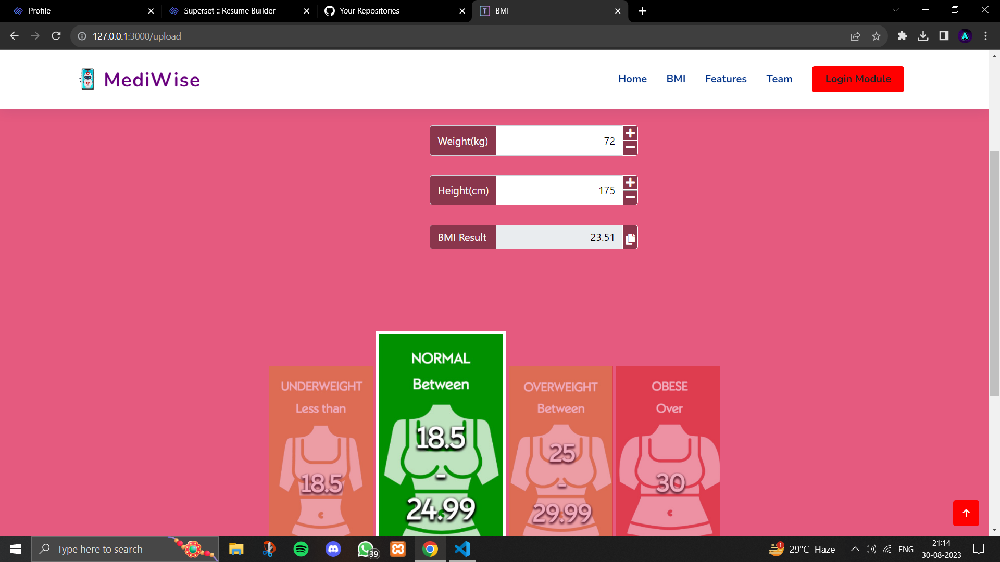 Profile
Superset :: Resume Builder
Your Repositories
BMI
127.0.0.1:3000/upload
MediWise
Home
BMI
Features
Team
Login Module
Weight(kg)
72
Height(cm)
175
BMI Result
23.51
UNDERWEIGHT
Less than
18.5
NORMAL
Between
18.5
-
24.99
OVERWEIGHT
Between
25
-
29.99
OBESE
Over
30
Type here to search
39
1
29°C Haze
ENG
21:14
30-08-2023